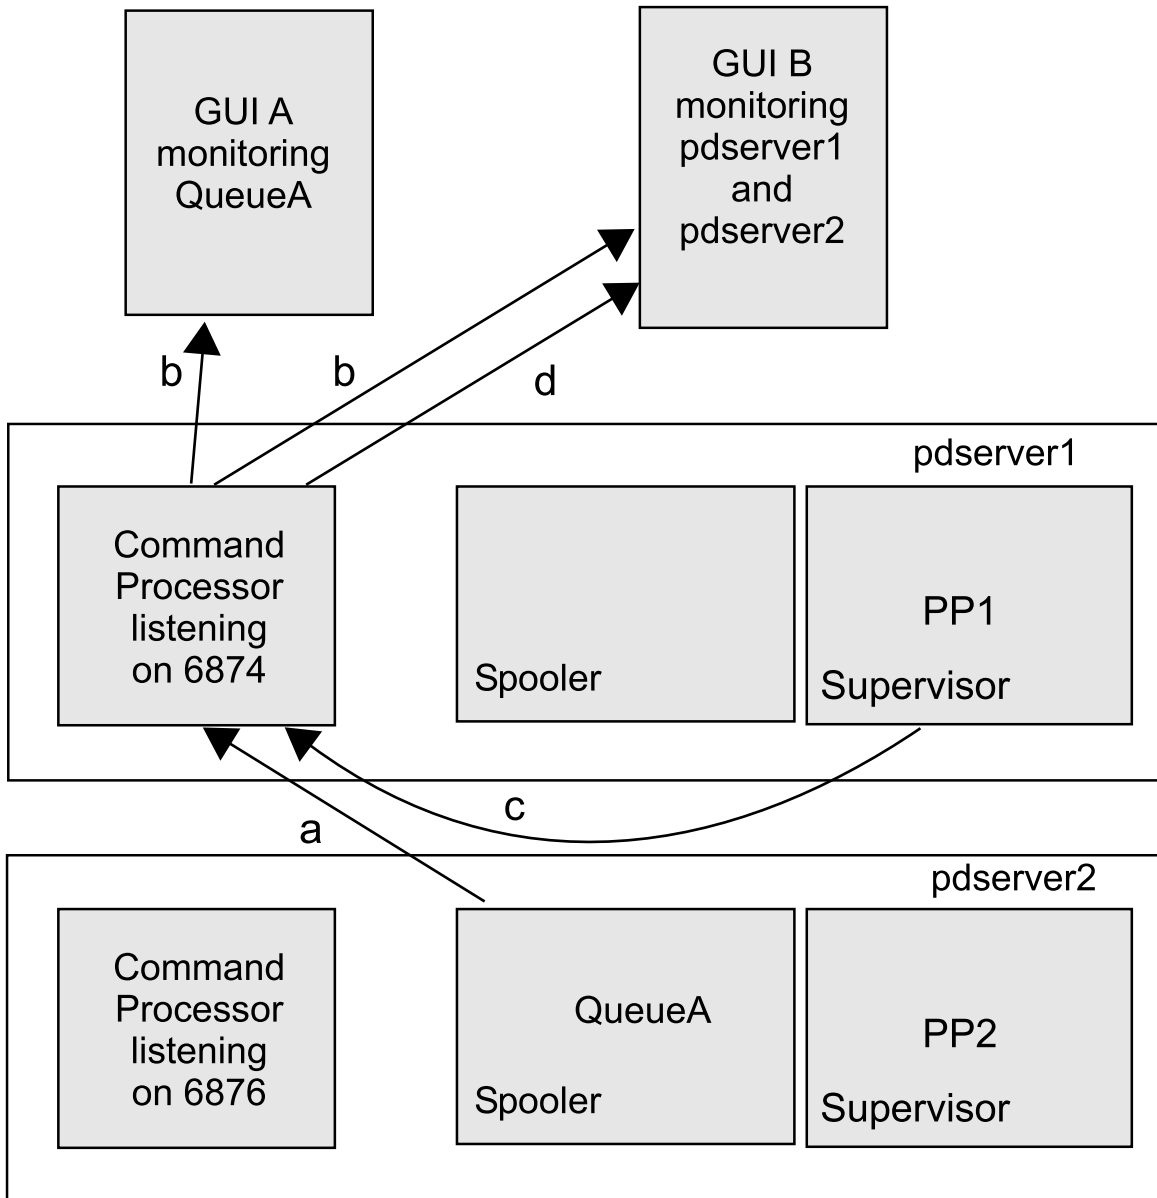 GUI A
monitoring
QueueA
GUI B
monitoring
pdserver1
and
pdserver2
b
b
d
pdserver1
Command
Processor
listening
on 6874
Spooler
PP1
Supervisor
a
c
pdserver2
Command
Processor
listening
on 6876
QueueA
Spooler
PP2
Supervisor